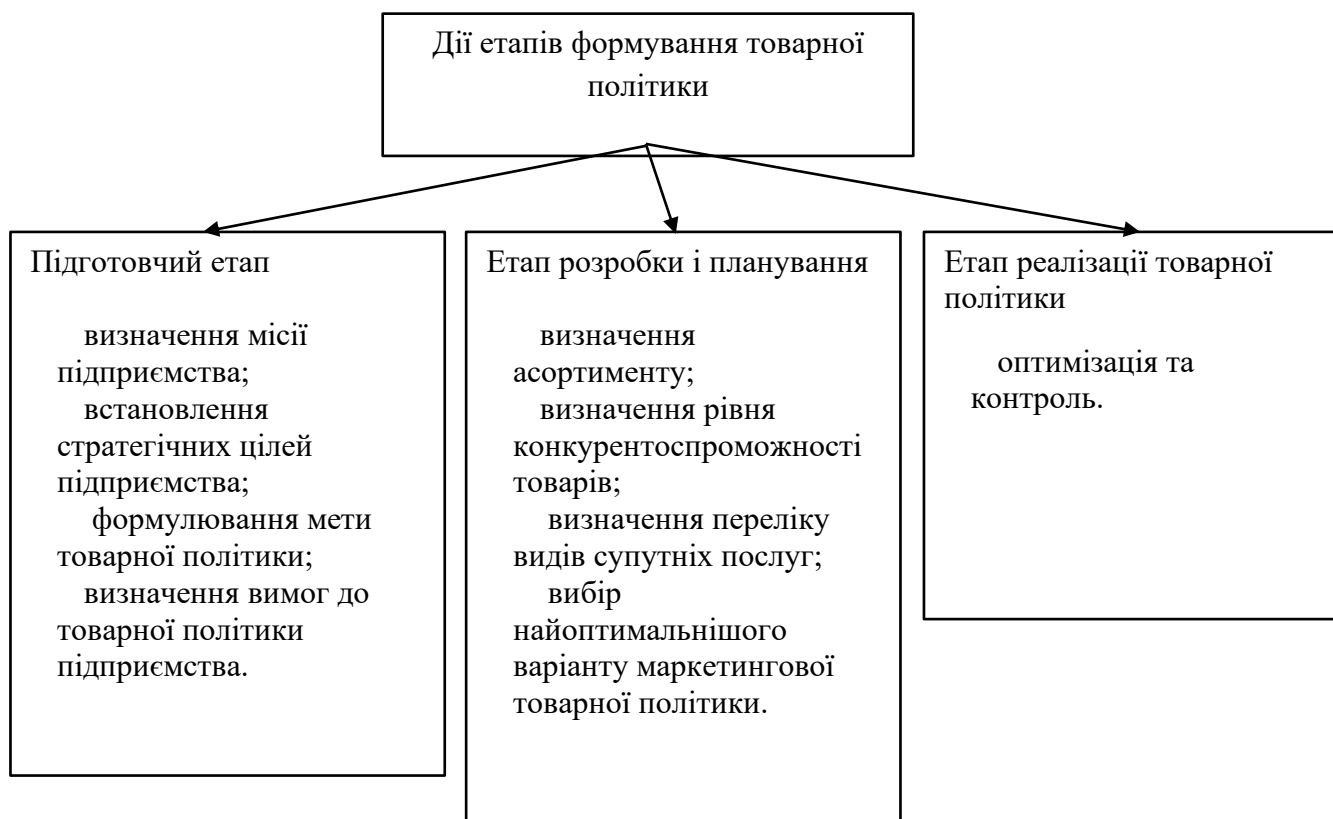 Дії етапів формування товарної
політики
Підготовчий етап
визначення місії
підприємства;
встановлення
стратегічних цілей
підприємства;
формулювання мети
товарної політики;
визначення вимог до
товарної політики
підприємства.
Етап розробки і планування
визначення
асортименту;
визначення рівня
конкурентоспроможності
товарів;
визначення переліку
видів супутніх послуг;
вибір
найоптимальнішого
варіанту маркетингової
товарної політики.
Етап реалізації товарної
політики
оптимізація та
контроль.